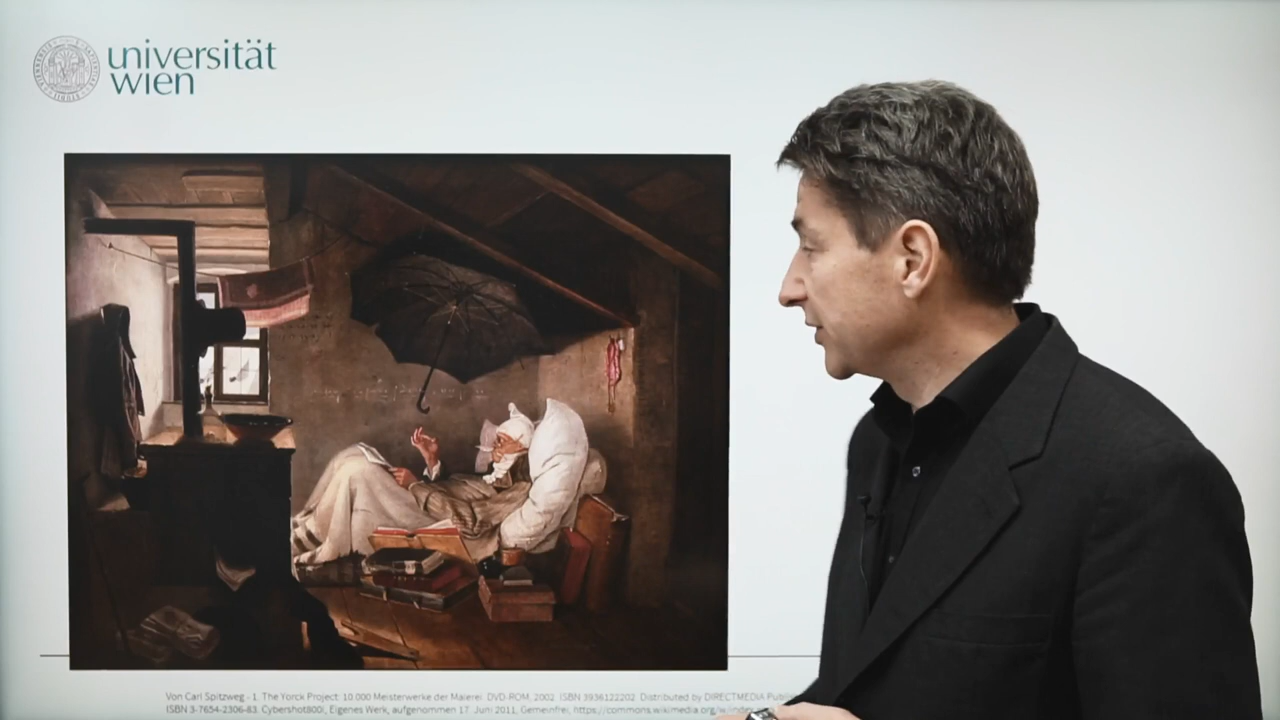 universität
wien
Von Carl Spitzweg - 1. The Yorck Project: 10.000 Meisterwerke der Malerei. DVD-ROM, 2002. ISBN 3936122202. Distributed by DIRECTMEDIA
ISBN 3-7654-2306-83. Cybershot800i, Eigenes Werk, aufgenommen 17. Juni 2011, Gemeinfrei, https://commons.wikimedia.org/w/index